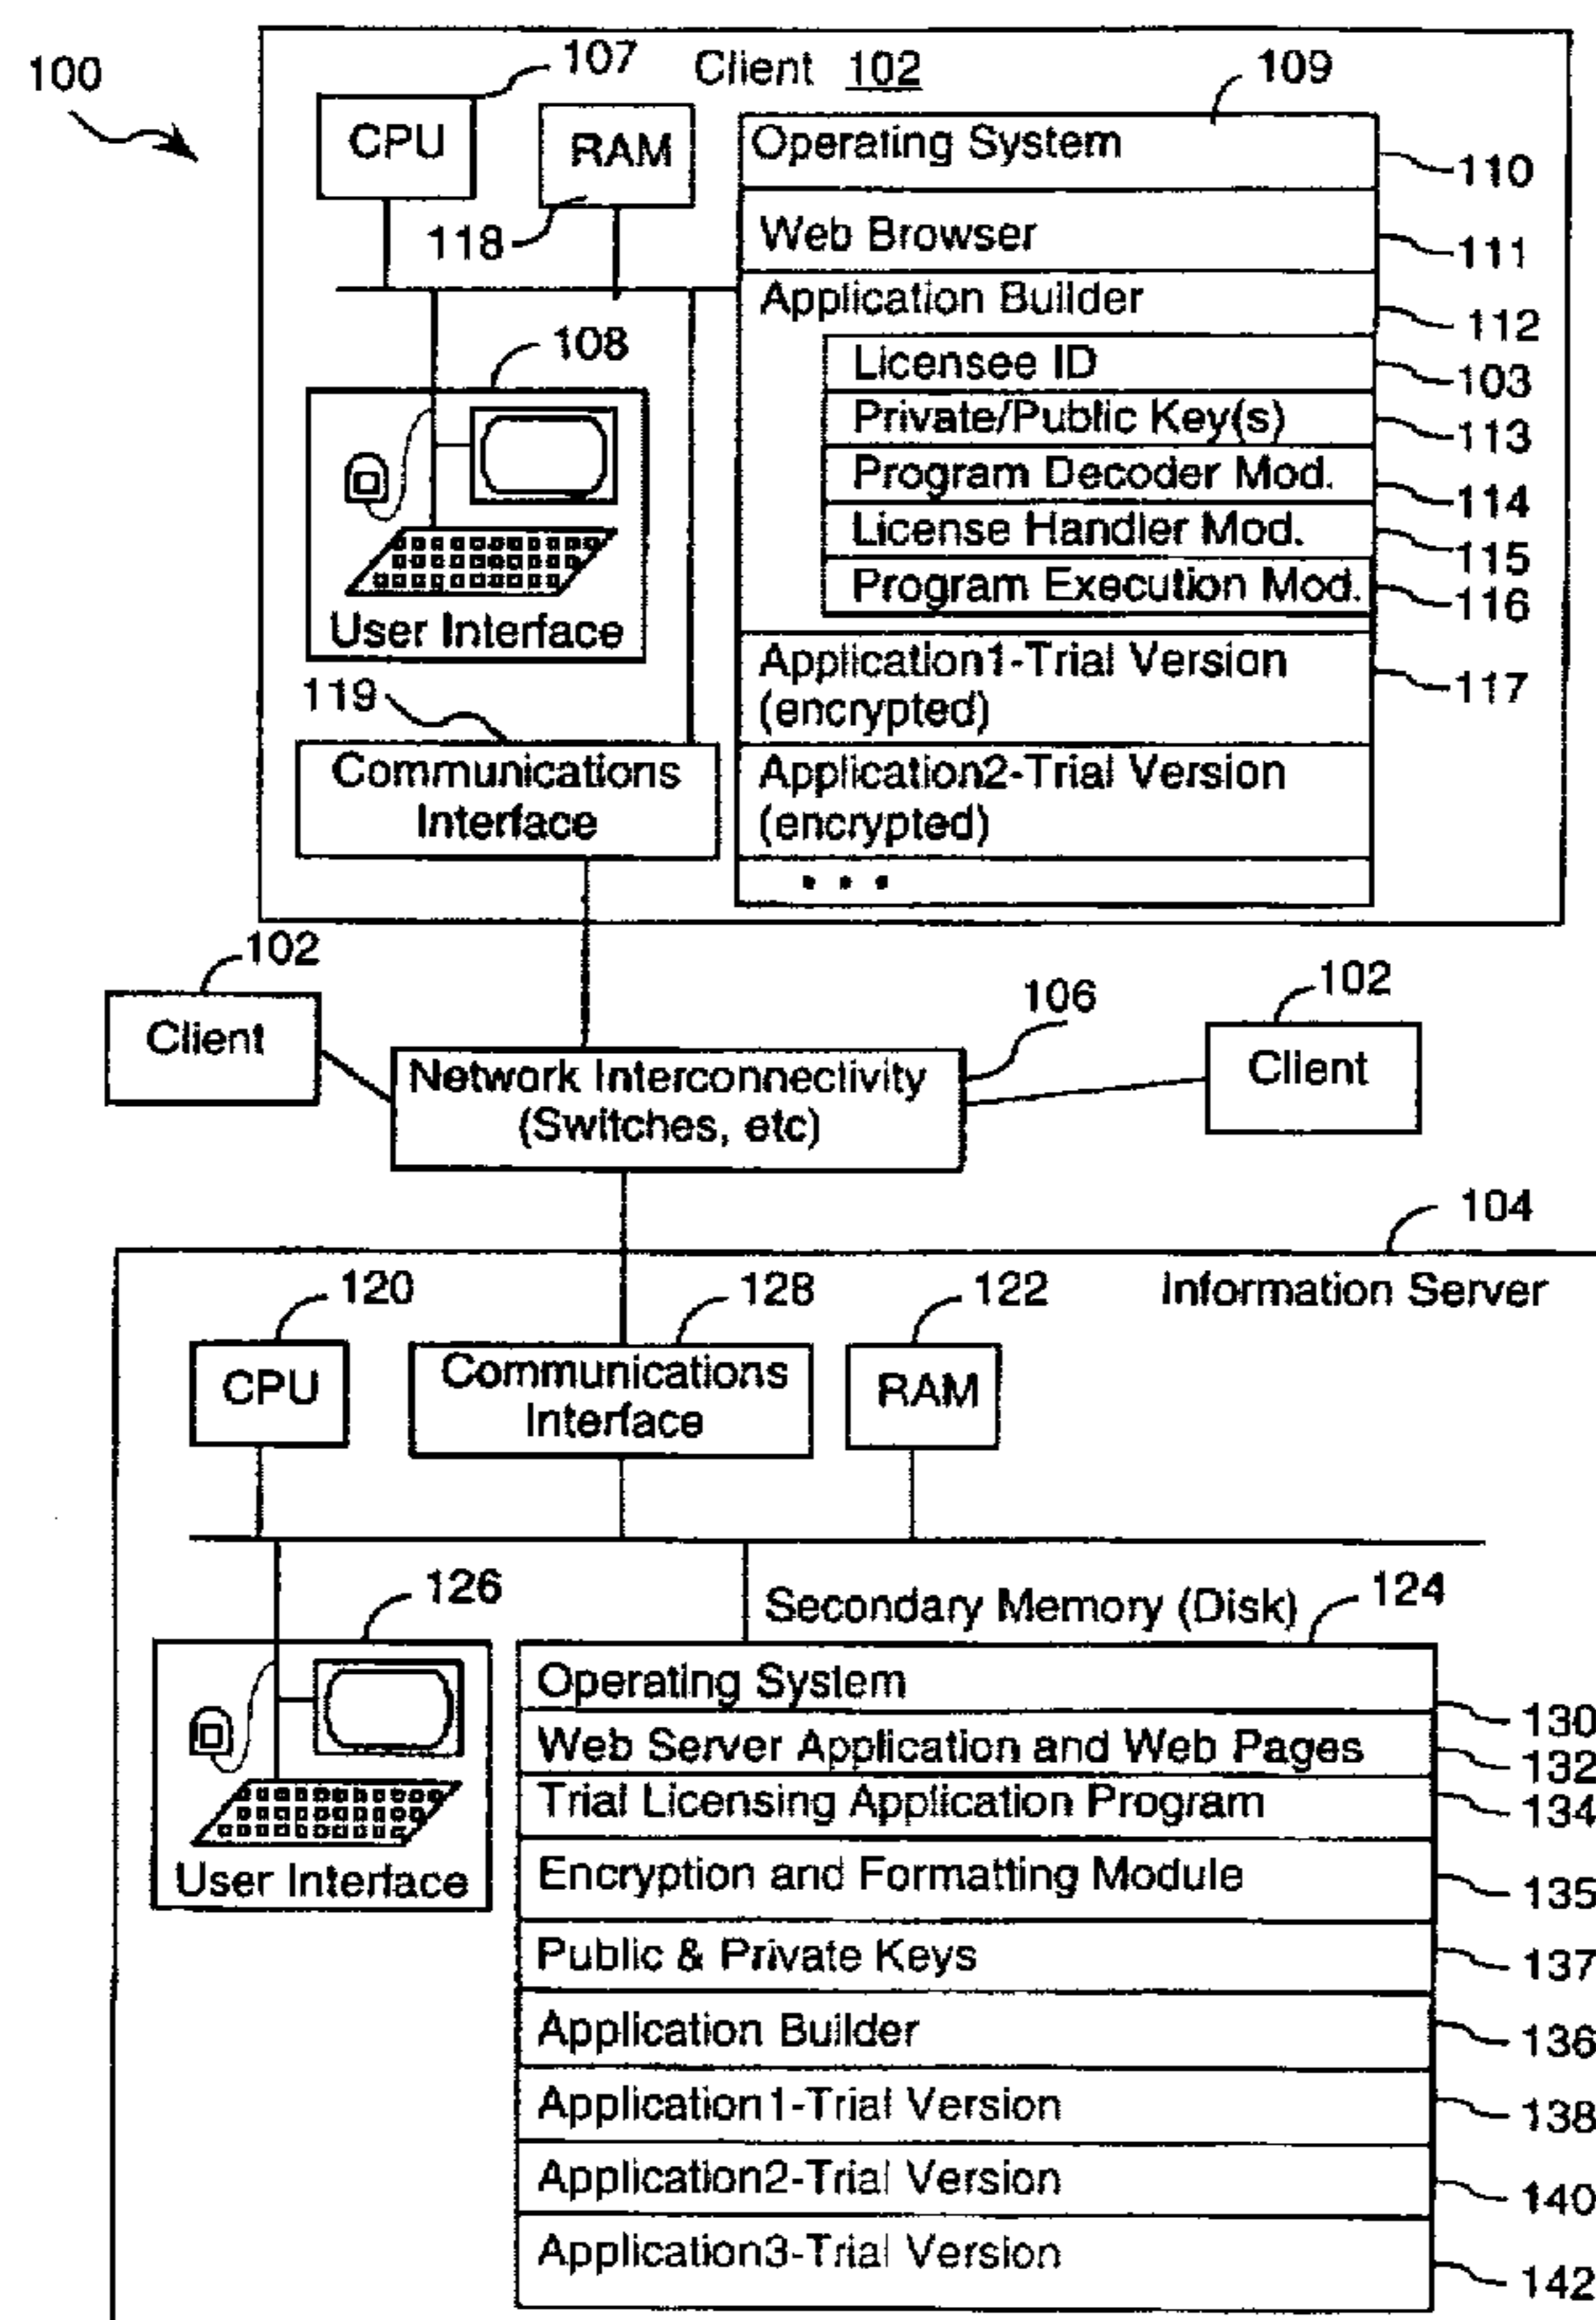 100
107
Client 102
109
CPU
RAM
118
Operating System
110
Web Browser
111
Application Builder
112
Licensee ID
103
Private/Public Key(s)
113
Program Decoder Mod.
114
License Handler Mod.
115
Program Execution Mod.
116
108
User Interface
Application1-Trial Version
(encrypted)
117
119
Communications
Interface
Application2-Trial Version
(encrypted)
• • •
102
Client
106
Network Interconnectivity
(Switches, etc)
102
Client
104
Information Server
120
CPU
128
Communications
Interface
122
RAM
126
User Interface
Secondary Memory (Disk)
124
Operating System
130
Web Server Application and Web Pages
132
Trial Licensing Application Program
134
Encryption and Formatting Module
135
Public & Private Keys
137
Application Builder
136
Application1-Trial Version
138
Application2-Trial Version
140
Application3-Trial Version
142